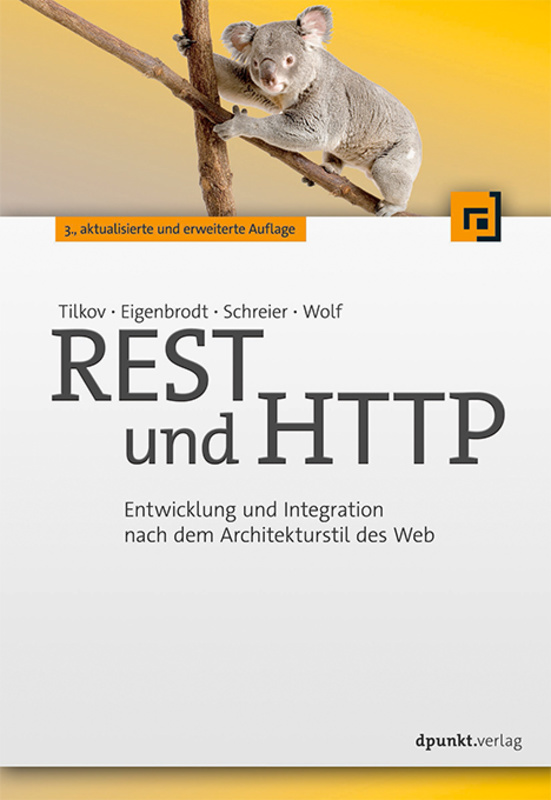 3., aktualisierte und erweiterte Auflage
Tilkov · Eigenbrodt · Schreier · Wolf
REST
und HTTP
Entwicklung und Integration
nach dem Architekturstil des Web
dpunkt.verlag